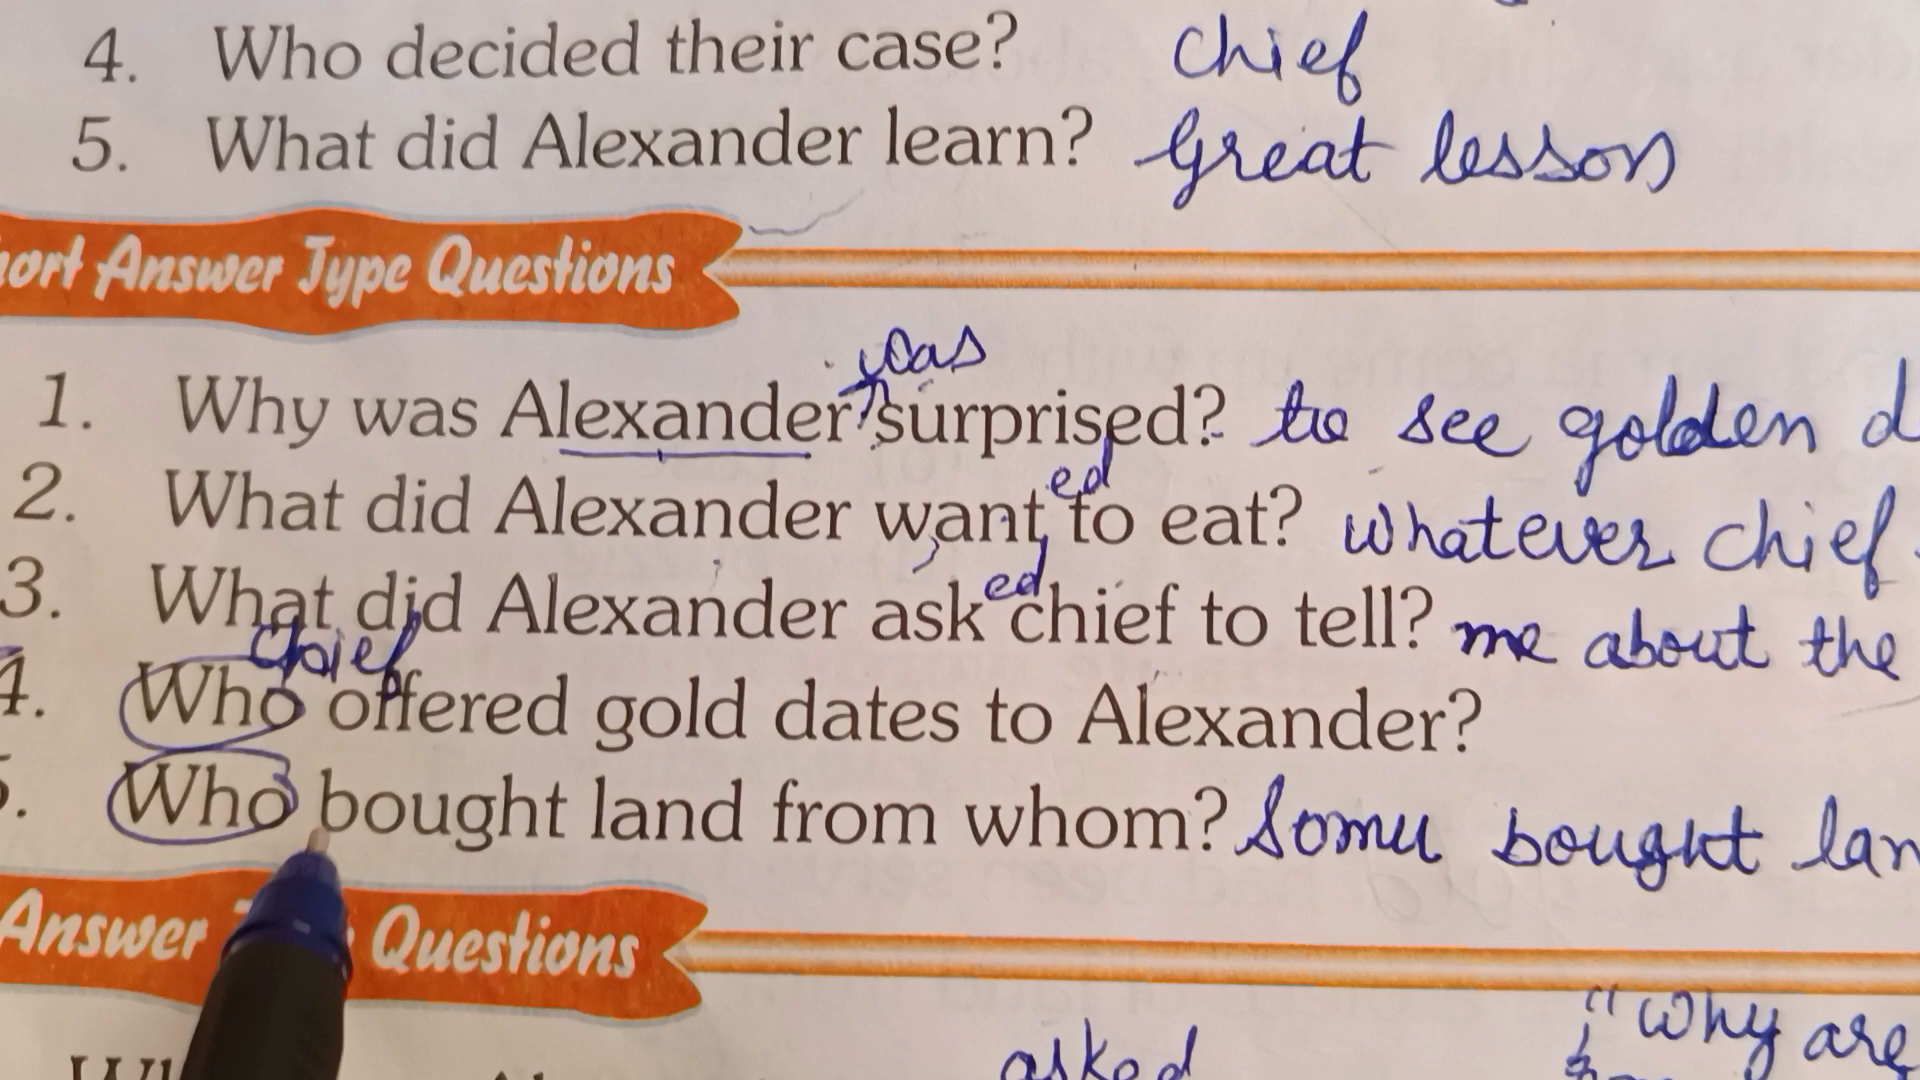 4. Who decided their case? chief
5. What did Alexander learn? Great lesson
ort Answer Type Questions
was
1. Why was Alexander surprised? to see golden d
ed
2. What did Alexander want to eat? whatever chief
ed
3. What did Alexander ask chief to tell? me about the
chief
4. Who offered gold dates to Alexander?
5. Who bought land from whom? Somu bought lan
Answer Questions
asked "Why are